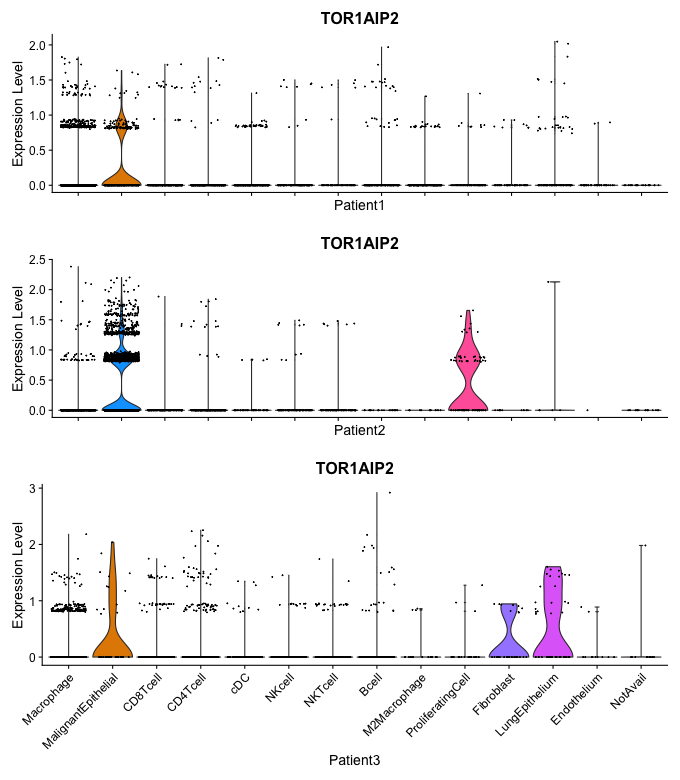 TOR1AIP2
2.0
1.5
1.0
0.5
0.0
Expression Level
Patient1
TOR1AIP2
2.5
2.0
1.5
1.0
0.5
0.0
Expression Level
Patient2
TOR1AIP2
3
2
1
0
Expression Level
Macrophage
MalignantEpithelial
CD8Tcell
CD4Tcell
cDC
NKcell
NKTcell
Bcell
M2Macrophage
ProliferatingCell
Fibroblast
LungEpithelium
Endothelium
NotAvail
Patient3